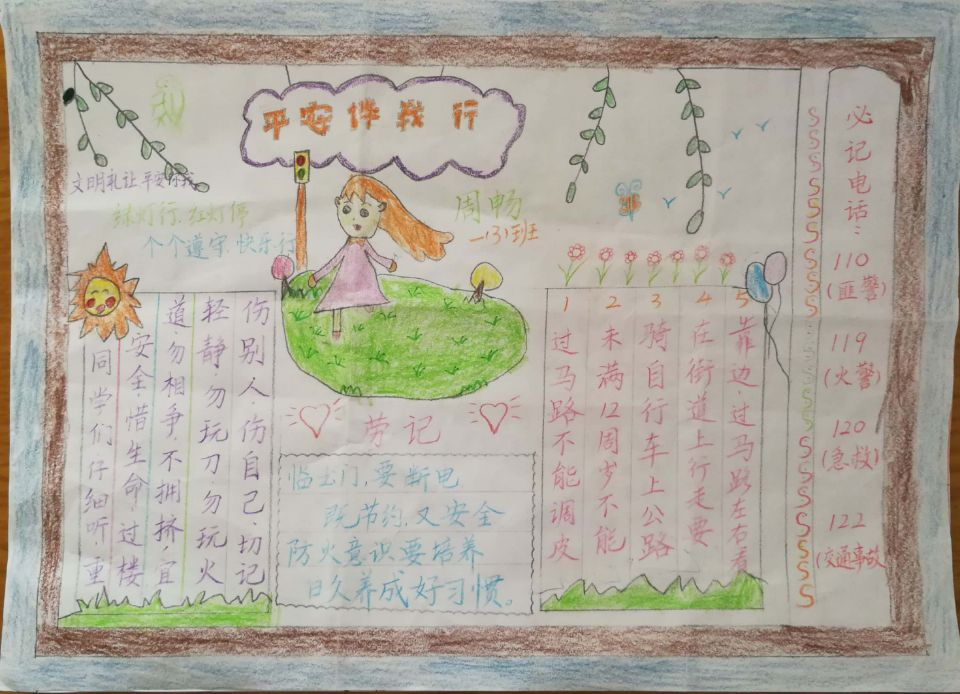 平安伴我行
文明礼让 平安你我
绿灯行,红灯停
个个遵守,快乐行
周畅
一(3)班
同学们,仔细听,重
安全,惜生命,过楼
道勿相争,不拥挤,宜
轻静,勿玩刀,勿玩火
伤别人,伤自己,切记
劳记
临出门,要断电
既节约,又安全
防火意识要培养
日久养成好习惯。
1 过马路不能调皮
2 未满12周岁不能
3 骑自行车上公路
4 在街道上行走要
5 靠边,过马路左右看
必记电话:
110
(匪警)
119
(火警)
120
(急救)
122
(交通事故)